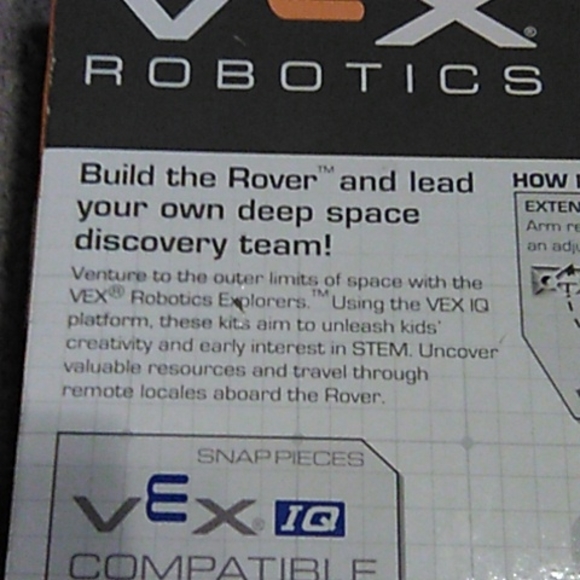 VEX®
ROBOTICS
Build the Rover™ and lead
your own deep space
discovery team!
Venture to the outer limits of space with the
VEX® Robotics Explorers.™ Using the VEX IQ
platform, these kits aim to unleash kids'
creativity and early interest in STEM. Uncover
valuable resources and travel through
remote locales aboard the Rover.
SNAP PIECES
VEX® IQ
COMPATIBLE
HOW
EXTEN
Arm re
an adju